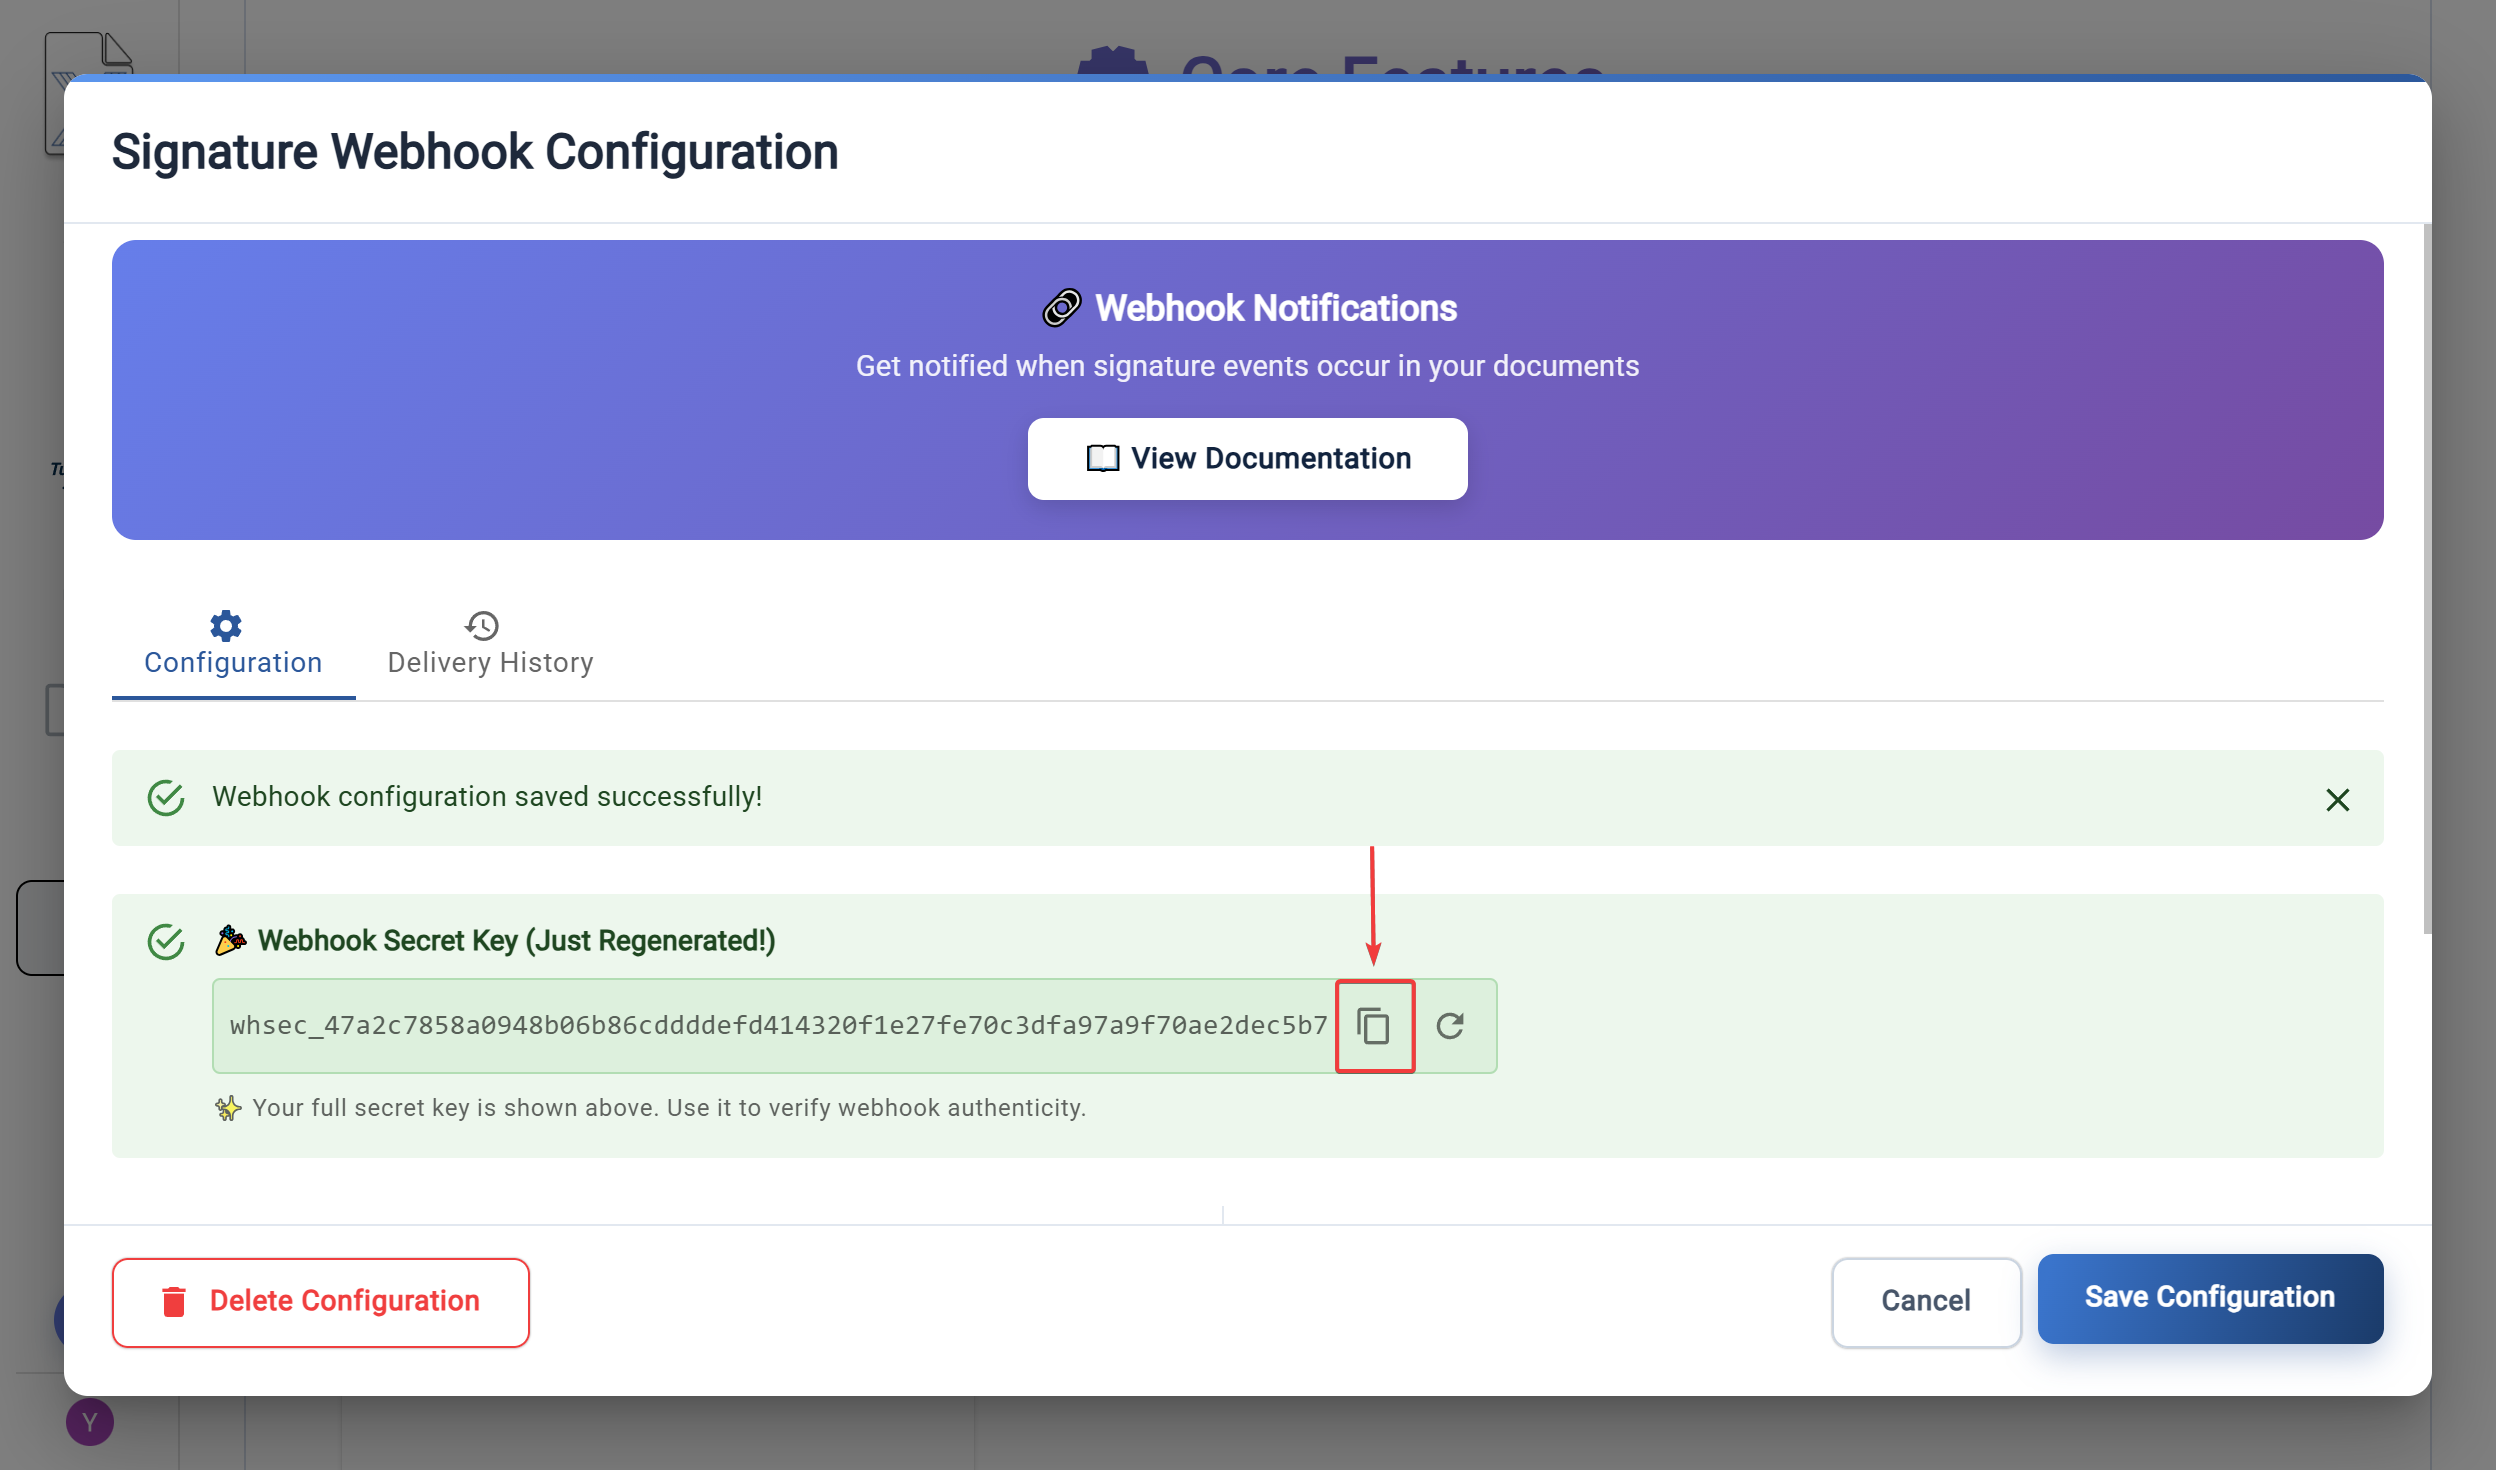 Core Features
Signature Webhook Configuration
Webhook Notifications
Get notified when signature events occur in your documents
View Documentation
Configuration
Delivery History
Webhook configuration saved successfully!
Webhook Secret Key (Just Regenerated!)
whsec_47a2c7858a0948b06b86cddddefd414320f1e27fe70c3dfa97a9f70ae2dec5b7
Your full secret key is shown above. Use it to verify webhook authenticity.
Delete Configuration
Cancel
Save Configuration
Y